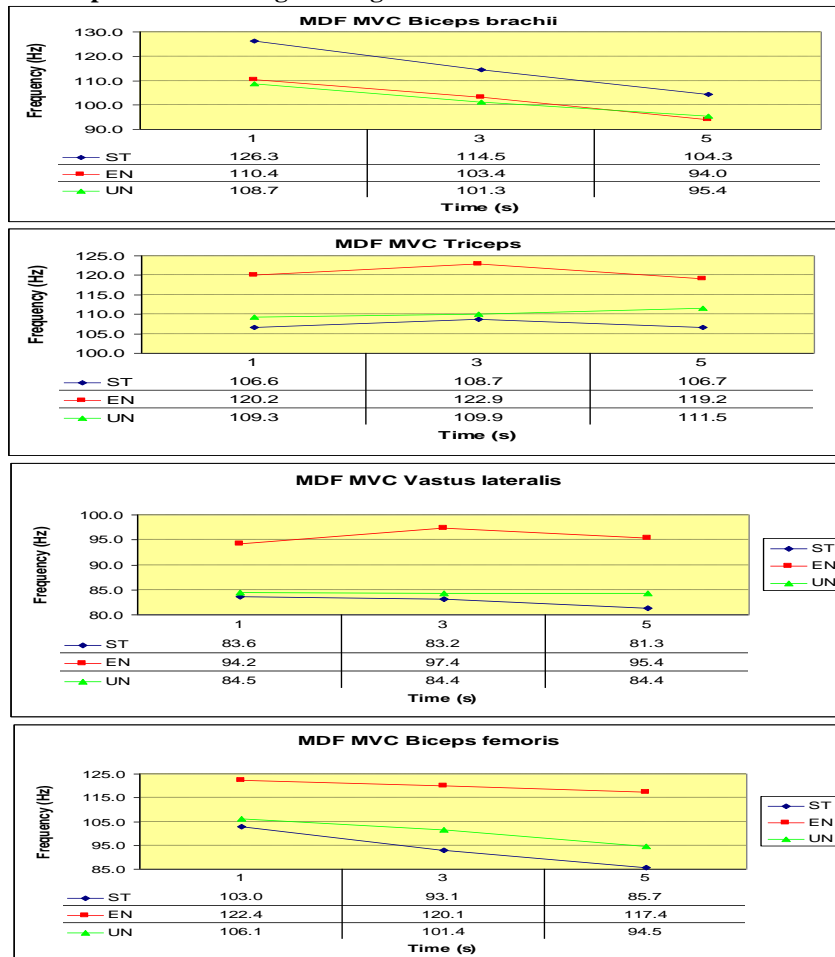 MDF MVC Biceps brachii
Frequency (Hz)
130.0
120.0
110.0
100.0
90.0
1 3 5
ST 126.3 114.5 104.3
EN 110.4 103.4 94.0
UN 108.7 101.3 95.4
Time (s)
MDF MVC Triceps
Frequency (Hz)
125.0
120.0
115.0
110.0
105.0
100.0
1 3 5
ST 106.6 108.7 106.7
EN 120.2 122.9 119.2
UN 109.3 109.9 111.5
Time (s)
MDF MVC Vastus lateralis
Frequency (Hz)
100.0
95.0
90.0
85.0
80.0
ST
EN
UN
1 3 5
ST 83.6 83.2 81.3
EN 94.2 97.4 95.4
UN 84.5 84.4 84.4
Time (s)
MDF MVC Biceps femoris
Frequency (Hz)
125.0
115.0
105.0
95.0
85.0
ST
EN
UN
1 3 5
ST 103.0 93.1 85.7
EN 122.4 120.1 117.4
UN 106.1 101.4 94.5
Time (s)